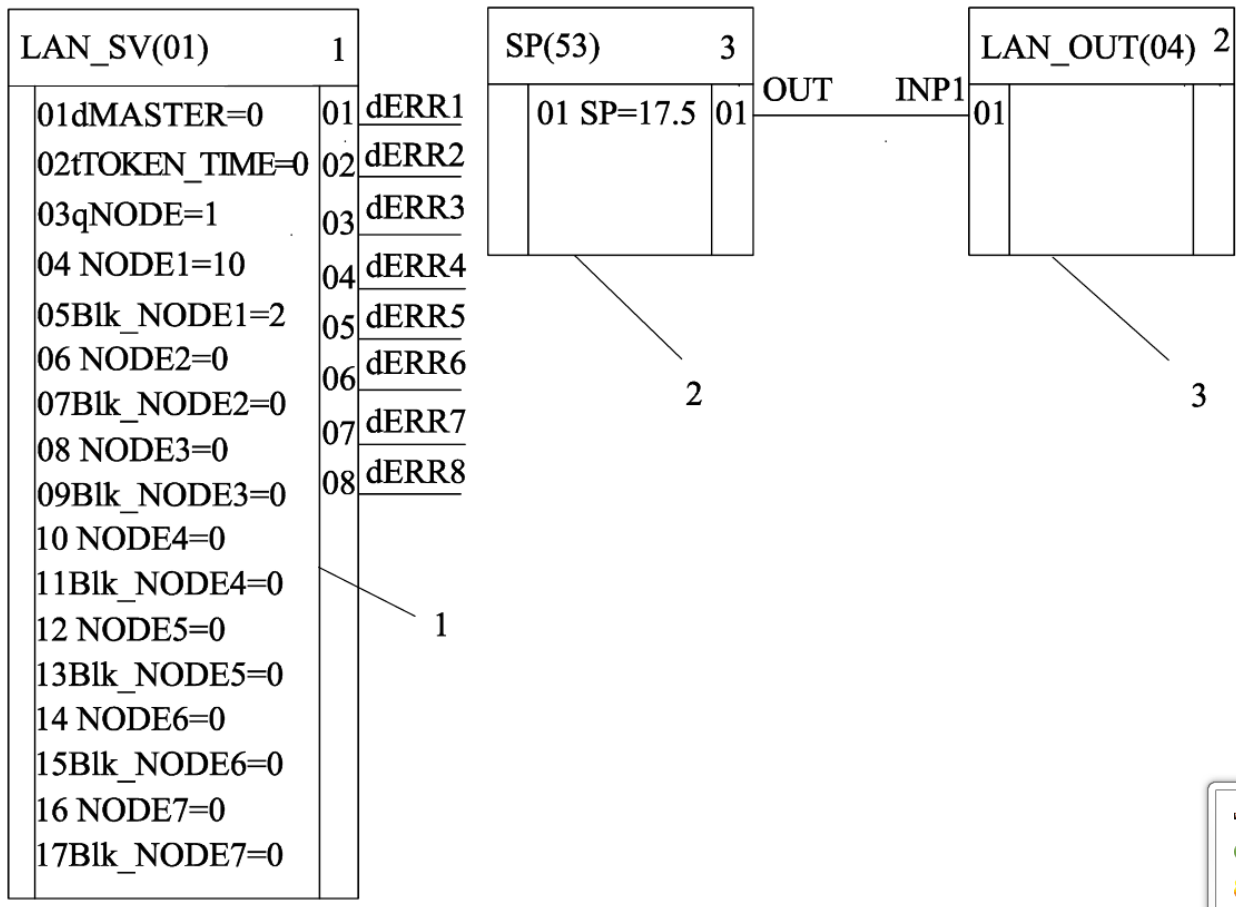 LAN_SV(01) 1
01dMASTER=0
02tTOKEN_TIME=0
03qNODE=1
04 NODE1=10
05Blk_NODE1=2
06 NODE2=0
07Blk_NODE2=0
08 NODE3=0
09Blk_NODE3=0
10 NODE4=0
11Blk_NODE4=0
12 NODE5=0
13Blk_NODE5=0
14 NODE6=0
15Blk_NODE6=0
16 NODE7=0
17Blk_NODE7=0
01 dERR1
02 dERR2
03 dERR3
04 dERR4
05 dERR5
06 dERR6
07 dERR7
08 dERR8
1
SP(53) 3
01 SP=17.5 01
OUT INP1
2
LAN_OUT(04) 2
01
3